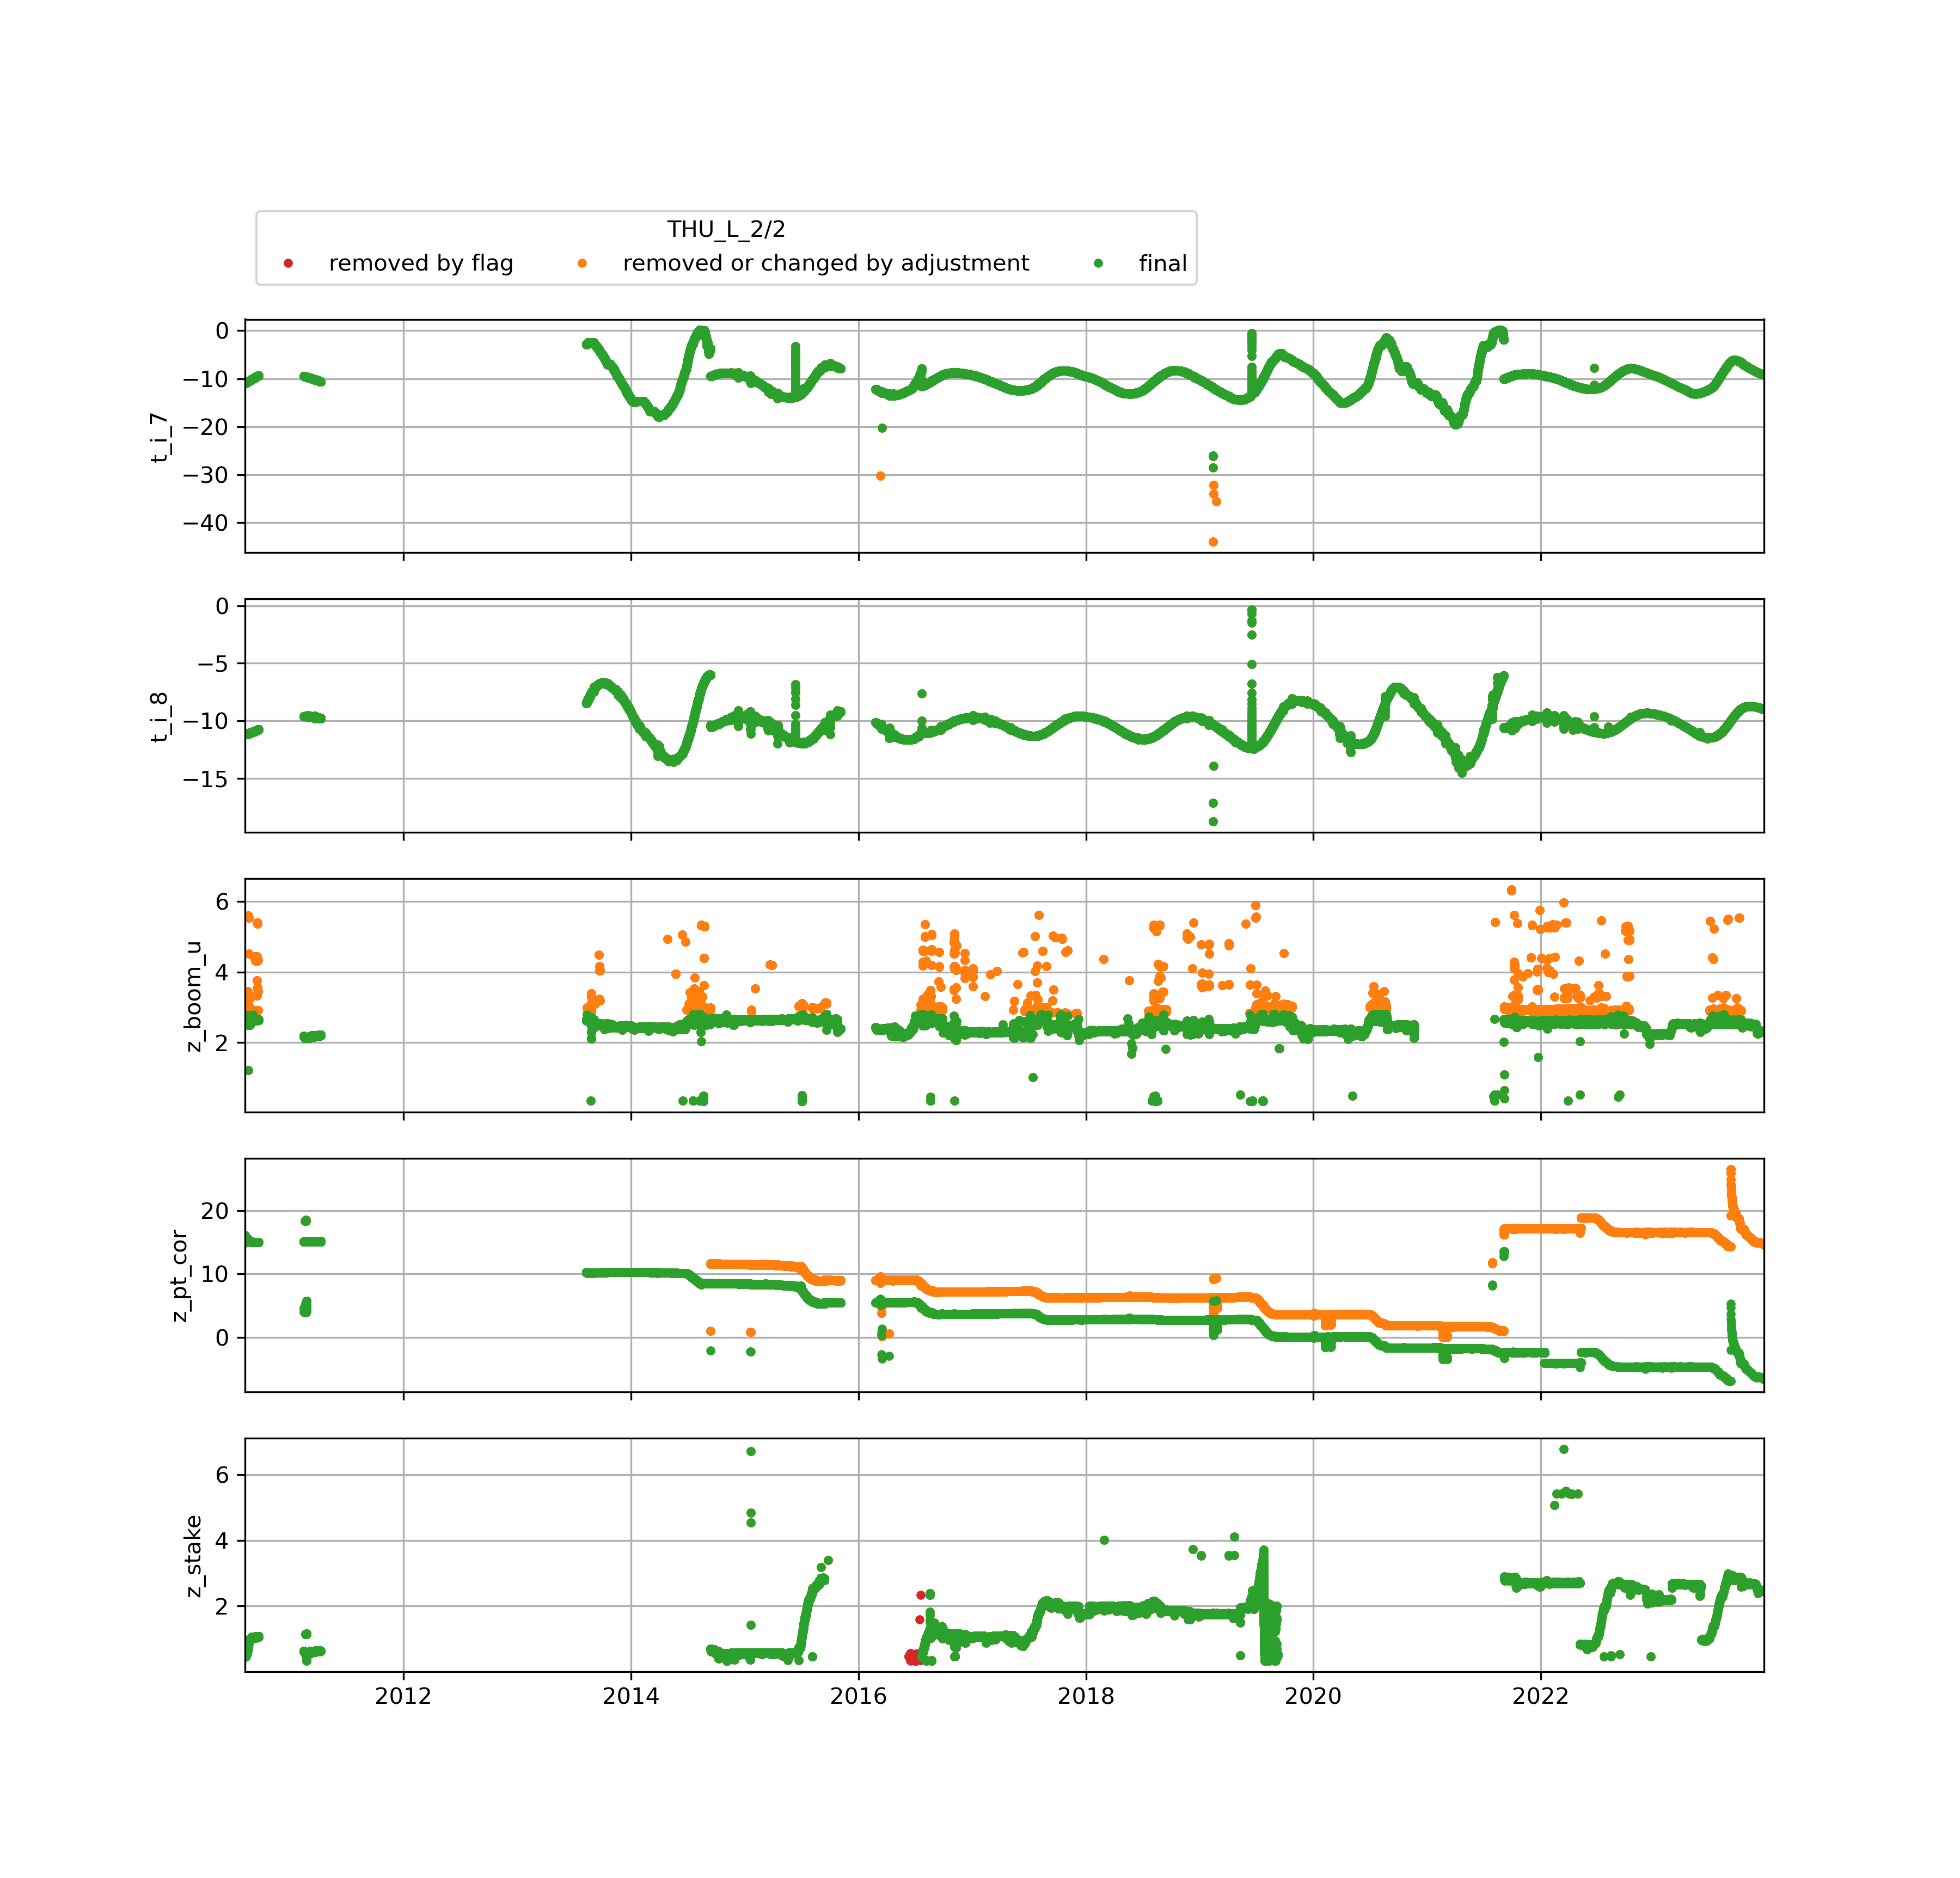 THU_L_2/2
removed by flag removed or changed by adjustment final
0
−10
−20
−30
−40
t_i_7
0
−5
−10
−15
t_i_8
6
4
2
z_boom_u
20
10
0
z_pt_cor
6
4
2
z_stake
2012 2014 2016 2018 2020 2022